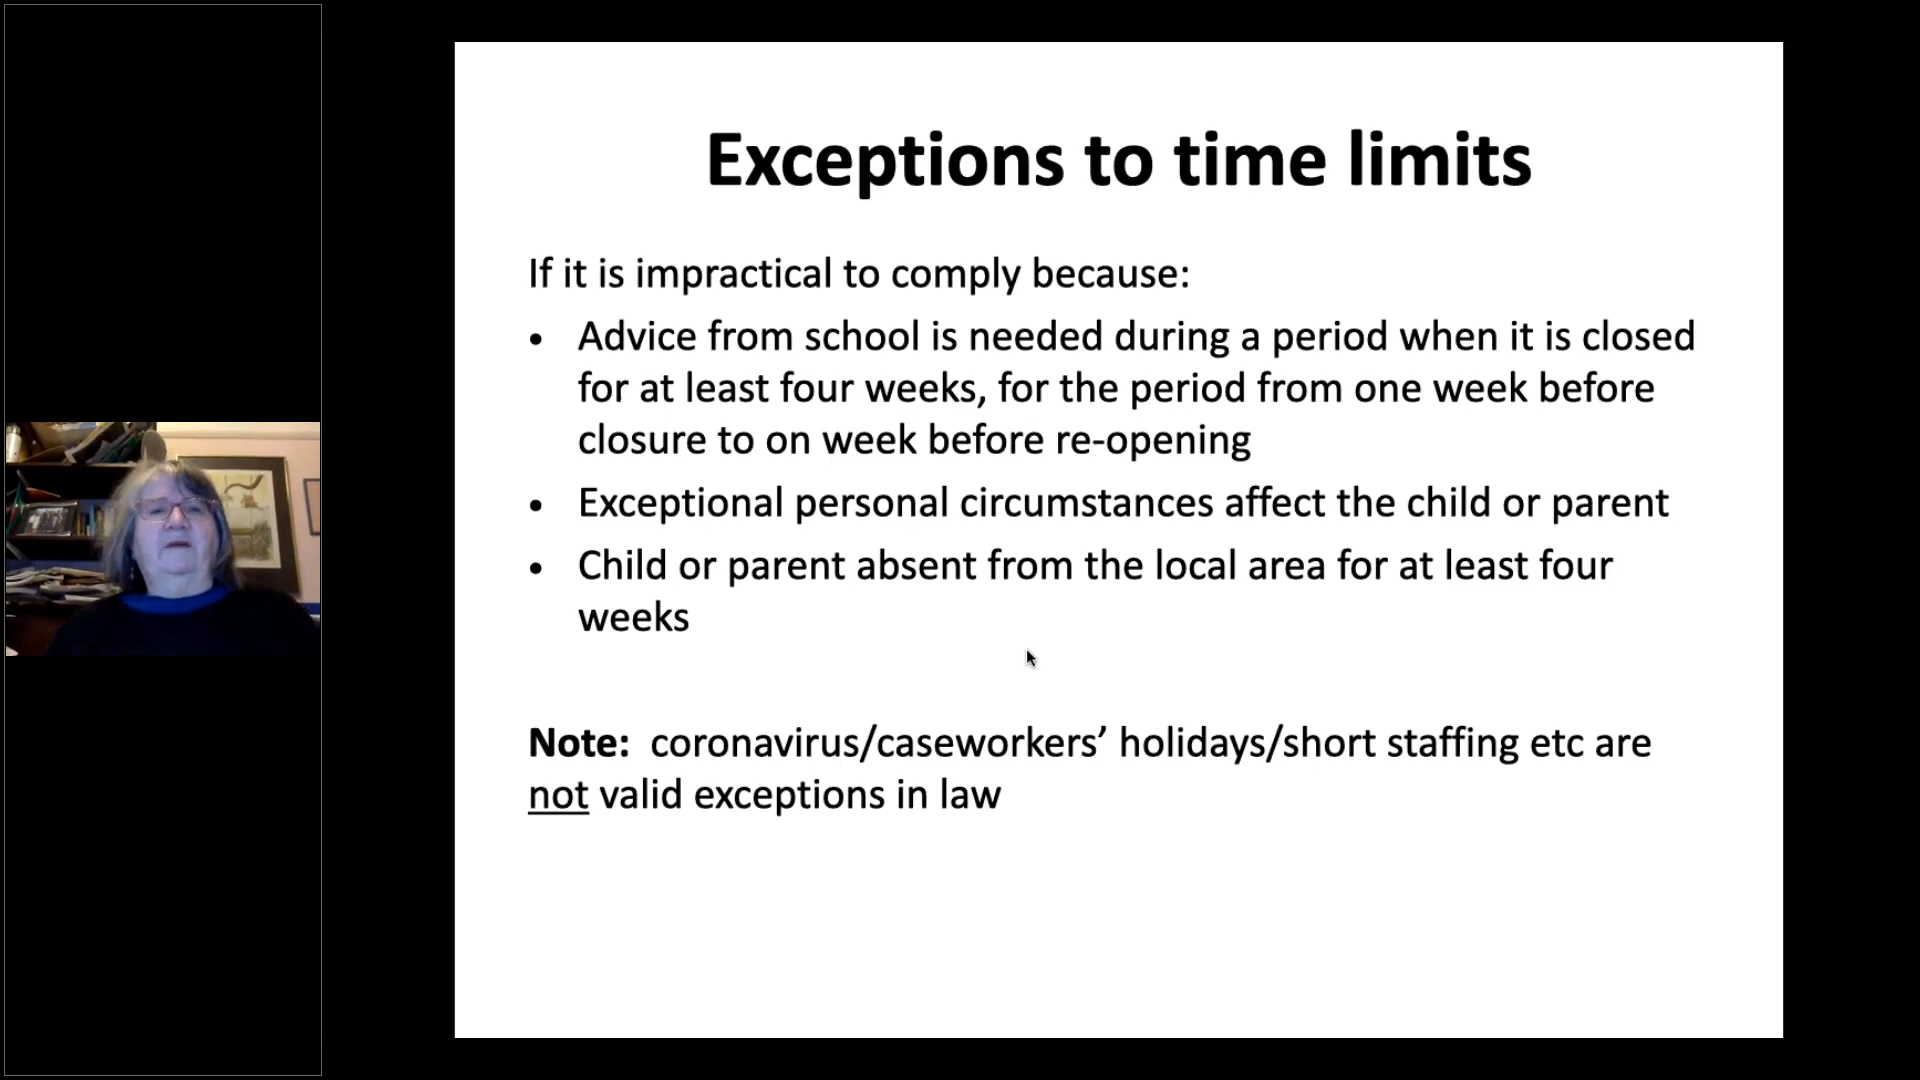 Exceptions to time limits
If it is impractical to comply because:
• Advice from school is needed during a period when it is closed
for at least four weeks, for the period from one week before
closure to on week before re-opening
• Exceptional personal circumstances affect the child or parent
• Child or parent absent from the local area for at least four
weeks
Note:  coronavirus/caseworkers’ holidays/short staffing etc are
not valid exceptions in law